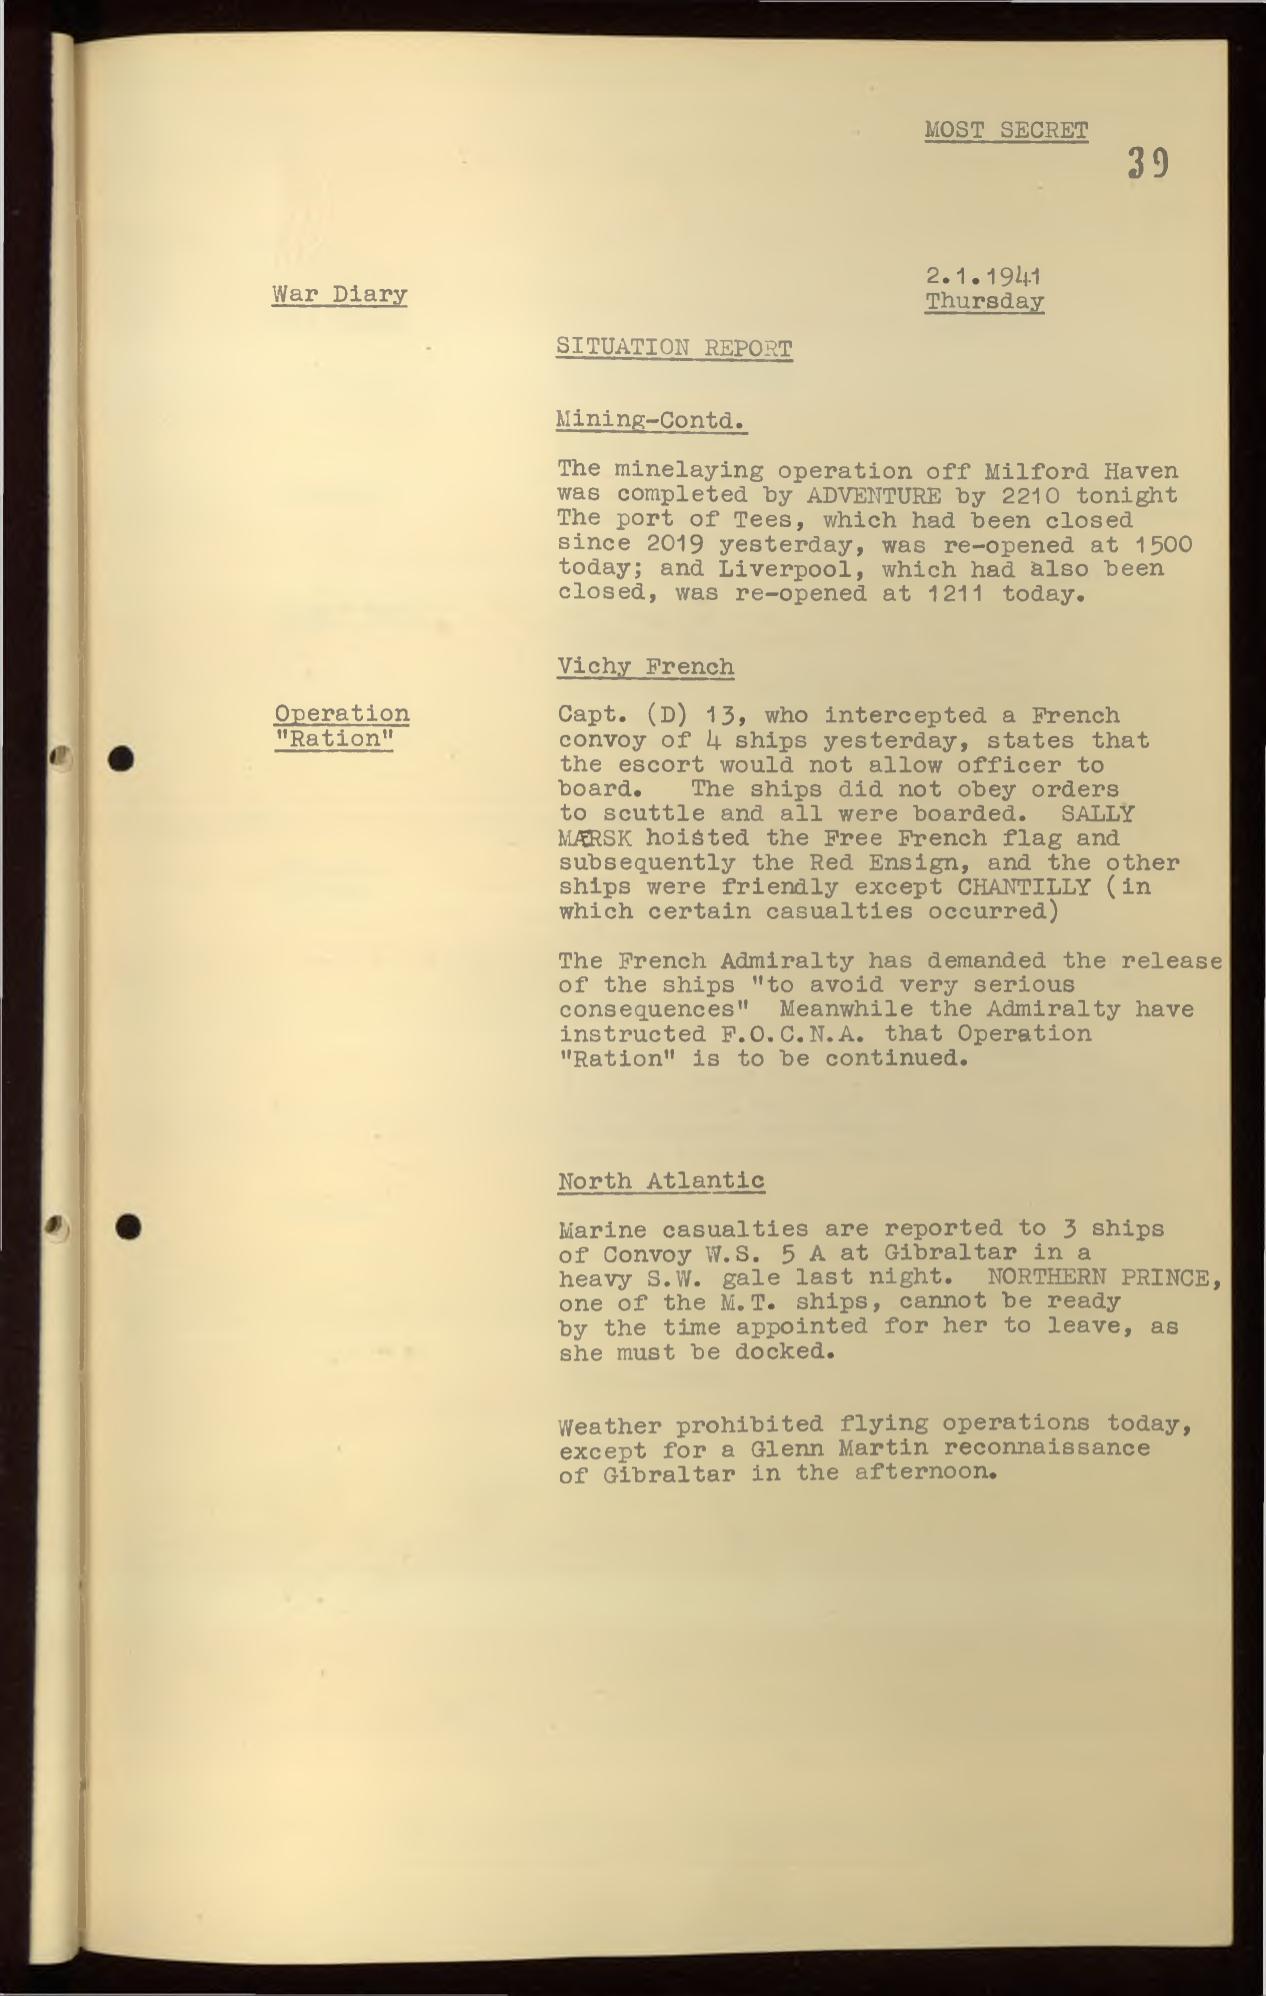 MOST SECRET
39
2.1.1941
War Diary
Thursday
SITUATION REPORT
Mining-Contd.
The minelaying operation off Milford Haven
was completed by ADVENTURE by 2210 tonight
The port of Tees, which had been closed
since 2019 yesterday, was re-opened at 1500
today; and Liverpool, which had also been
closed, was re-opened at 1211 today.
Vichy French
Operation
"Ration"
Capt. (D) 13, who intercepted a French
convoy of 4 ships yesterday, states that
the escort would not allow officer to
board. The ships did not obey orders
to scuttle and all were boarded. SALLY
MÆRSK hoisted the Free French flag and
subsequently the Red Ensign, and the other
ships were friendly except CHANTILLY (in
which certain casualties occurred)
The French Admiralty has demanded the release
of the ships "to avoid very serious
consequences" Meanwhile the Admiralty have
instructed F.O.C.N.A. that Operation
"Ration" is to be continued.
North Atlantic
Marine casualties are reported to 3 ships
of Convoy W.S. 5 A at Gibraltar in a
heavy S.W. gale last night. NORTHERN PRINCE,
one of the M.T. ships, cannot be ready
by the time appointed for her to leave, as
she must be docked.
Weather prohibited flying operations today,
except for a Glenn Martin reconnaissance
of Gibraltar in the afternoon.